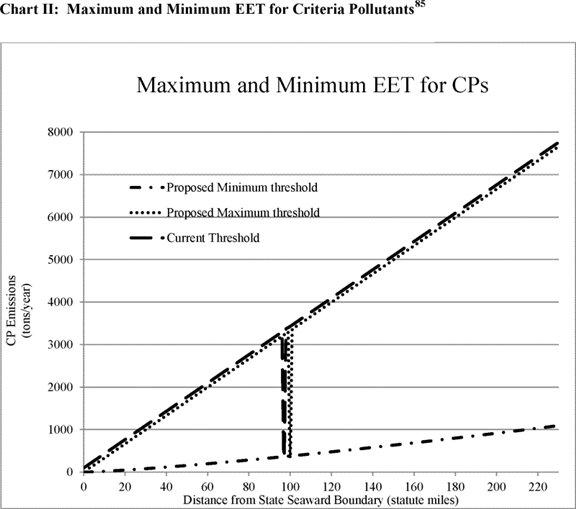 Chart II:  Maximum and Minimum EET for Criteria Pollutants85
Maximum and Minimum EET for CPs
8000
7000
6000
5000
4000
3000
2000
1000
0
CP Emissions
(tons/year)
Proposed Minimum threshold
Proposed Maximum threshold
Current Threshold
0 20 40 60 80 100 120 140 160 180 200 220
Distance from State Seaward Boundary (statute miles)